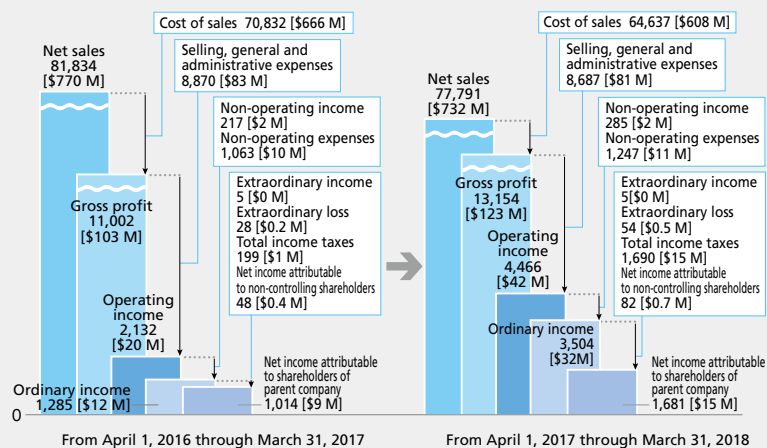 Cost of sales 70,832 [$666 M]
Net sales
81,834
[$770 M]
Selling, general and
administrative expenses
8,870 [$83 M]
Non-operating income
217 [$2 M]
Non-operating expenses
1,063 [$10 M]
Extraordinary income
5 [$0 M]
Extraordinary loss
28 [$0.2 M]
Total income taxes
199 [$1 M]
Net income attributable
to non-controlling shareholders
48 [$0.4 M]
Gross profit
11,002
[$103 M]
Operating
income
2,132
[$20 M]
Ordinary income
1,285 [$12 M]
Net income attributable
to shareholders of
parent company
1,014 [$9 M]
0
From April 1, 2016 through March 31, 2017
Cost of sales 64,637 [$608 M]
Net sales
77,791
[$732 M]
Selling, general and
administrative expenses
8,687 [$81 M]
Non-operating income
285 [$2 M]
Non-operating expenses
1,247 [$11 M]
Extraordinary income
5[$0 M]
Extraordinary loss
54 [$0.5 M]
Total income taxes
1,690 [$15 M]
Net income attributable
to non-controlling shareholders
82 [$0.7 M]
Gross profit
13,154
[$123 M]
Operating
income
4,466
[$42 M]
Ordinary income
3,504
[$32M]
Net income attributable
to shareholders of
parent company
1,681 [$15 M]
From April 1, 2017 through March 31, 2018